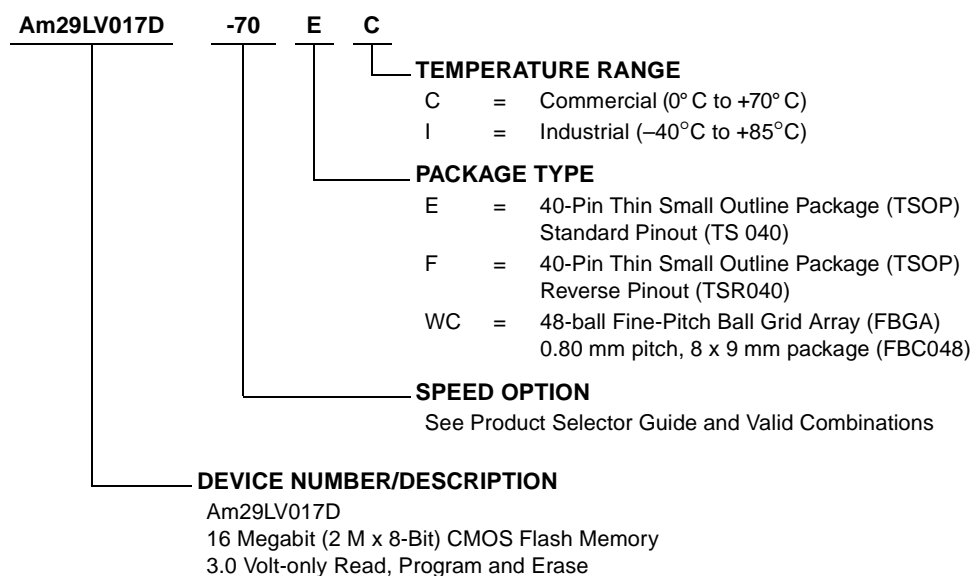 Am29LV017D -70 E C
TEMPERATURE RANGE
C = Commercial (0° C to +70° C)
I = Industrial (–40°C to +85°C)
PACKAGE TYPE
E = 40-Pin Thin Small Outline Package (TSOP)
Standard Pinout (TS 040)
F = 40-Pin Thin Small Outline Package (TSOP)
Reverse Pinout (TSR040)
WC = 48-ball Fine-Pitch Ball Grid Array (FBGA)
0.80 mm pitch, 8 x 9 mm package (FBC048)
SPEED OPTION
See Product Selector Guide and Valid Combinations
DEVICE NUMBER/DESCRIPTION
Am29LV017D
16 Megabit (2 M x 8-Bit) CMOS Flash Memory
3.0 Volt-only Read, Program and Erase